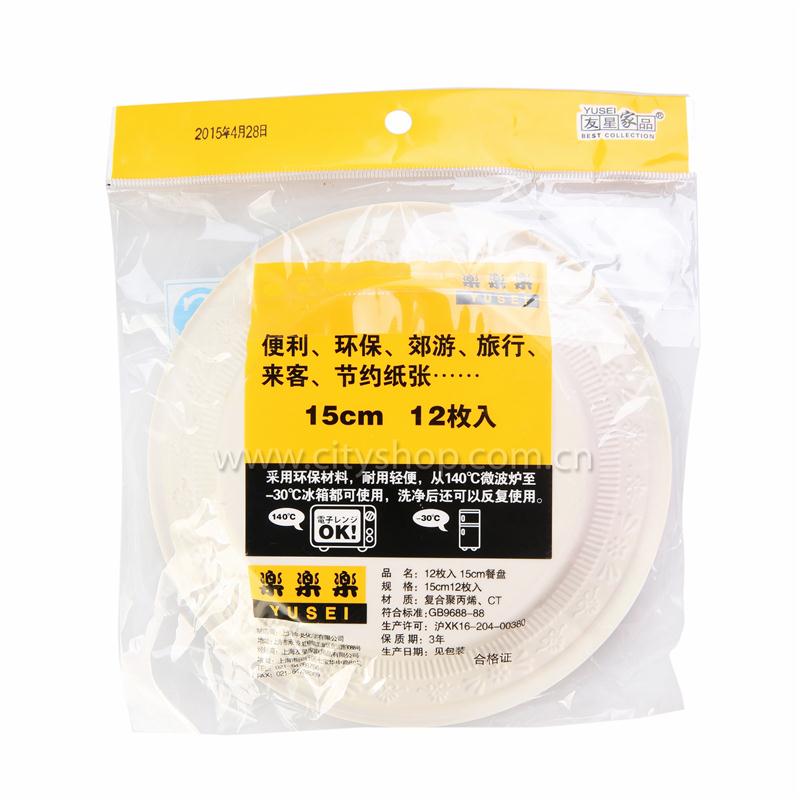 2015年4月28日
YUSEI
友星家品®
BEST COLLECTION
楽楽楽
YUSEI
便利、环保、郊游、旅行、
来客、节约纸张……
15cm 12枚入
www.cityshop.com.cn
采用环保材料，耐用轻便，从140℃微波炉至
-30℃冰箱都可使用，洗净后还可以反复使用。
140℃
電子レンジ
OK!
-30℃
楽楽楽
YUSEI
品 名：12枚入 15cm餐盘
规 格：15cm12枚入
材 质：复合聚丙烯、CT
符合标准：GB9688-88
生产许可：沪XK16-204-00380
保 质 期：3年
生产日期：见包装
合格证